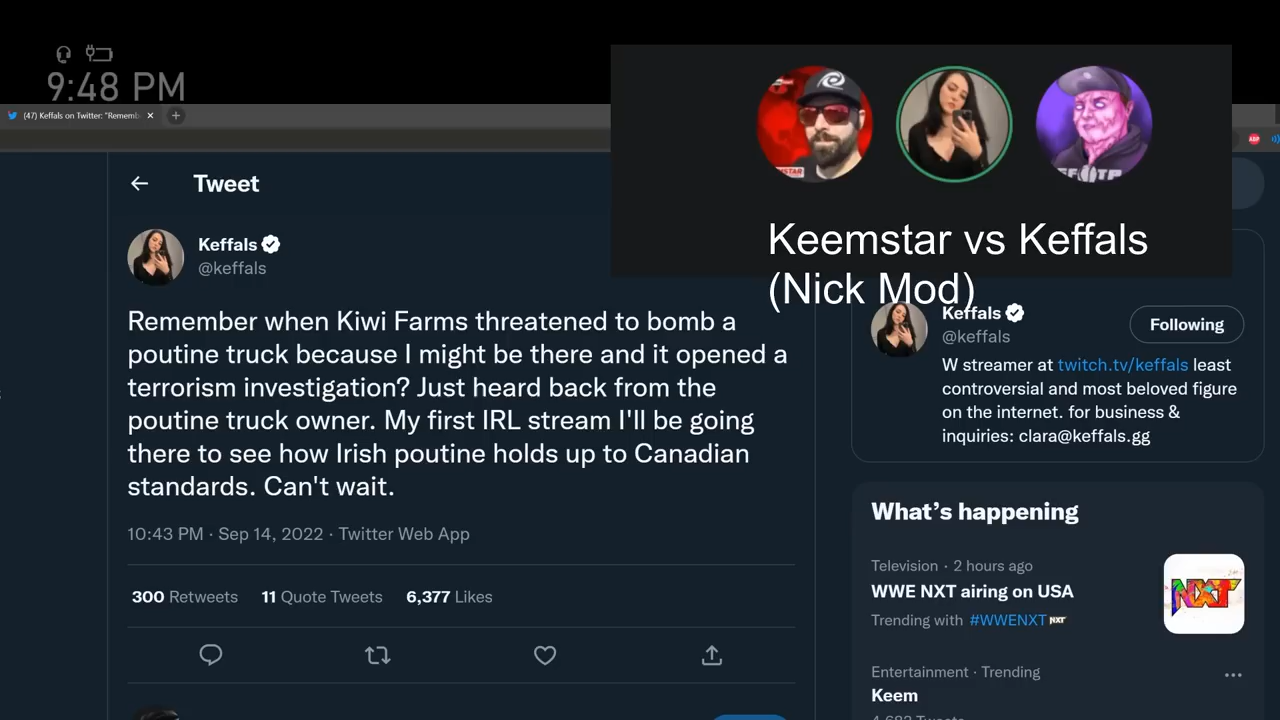 9:48 PM
(47) Keffals on Twitter: "Rememb
Tweet
Keffals
@keffals
Remember when Kiwi Farms threatened to bomb a
poutine truck because I might be there and it opened a
terrorism investigation? Just heard back from the
poutine truck owner. My first IRL stream I'll be going
there to see how Irish poutine holds up to Canadian
standards. Can't wait.
10:43 PM · Sep 14, 2022 · Twitter Web App
300 Retweets 11 Quote Tweets 6,377 Likes
Keemstar vs Keffals
(Nick Mod)
Keffals
@keffals
Following
W streamer at twitch.tv/keffals least
controversial and most beloved figure
on the internet. for business &
inquiries: clara@keffals.gg
What's happening
Television · 2 hours ago
WWE NXT airing on USA
Trending with #WWENXT
NXT
Entertainment · Trending
Keem
ABP